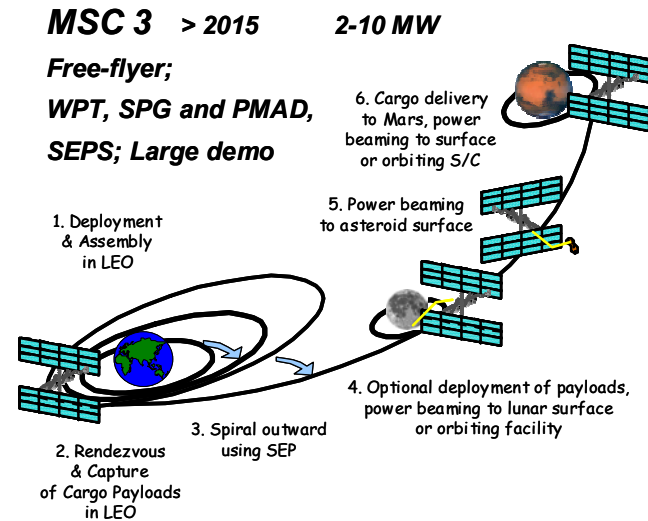 MSC 3 > 2015 2-10 MW
Free-flyer;
WPT, SPG and PMAD,
SEPS; Large demo
6. Cargo delivery
to Mars, power
beaming to surface
or orbiting S/C
5. Power beaming
to asteroid surface
1. Deployment
& Assembly
in LEO
4. Optional deployment of payloads,
power beaming to lunar surface
or orbiting facility
3. Spiral outward
using SEP
2. Rendezvous
& Capture
of Cargo Payloads
in LEO